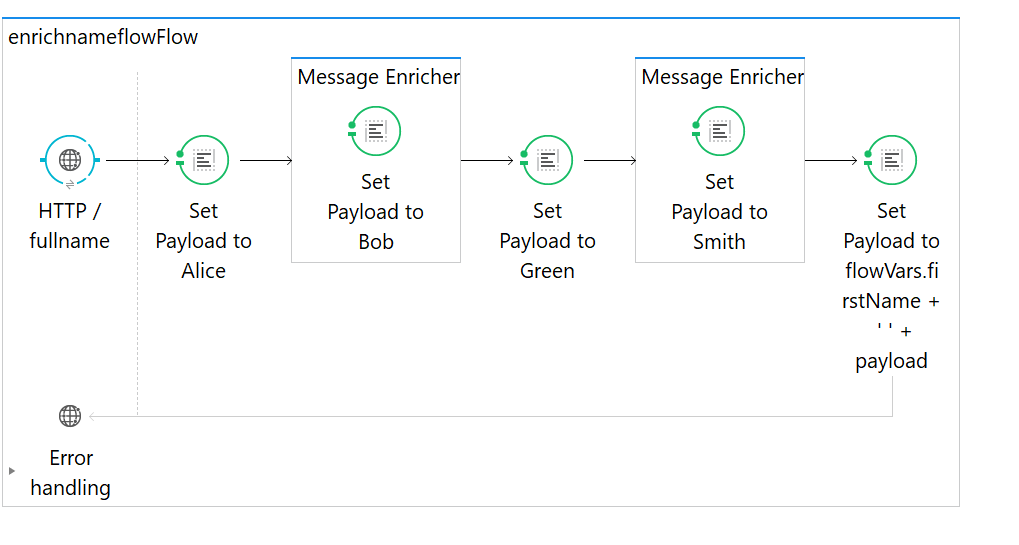 enrichnameflowFlow
Message Enricher
Message Enricher
HTTP /
fullname
Set
Payload to
Alice
Set
Payload to
Bob
Set
Payload to
Green
Set
Payload to
Smith
Set
Payload to
flowVars.fi
rstName +
' ' +
payload
Error
handling